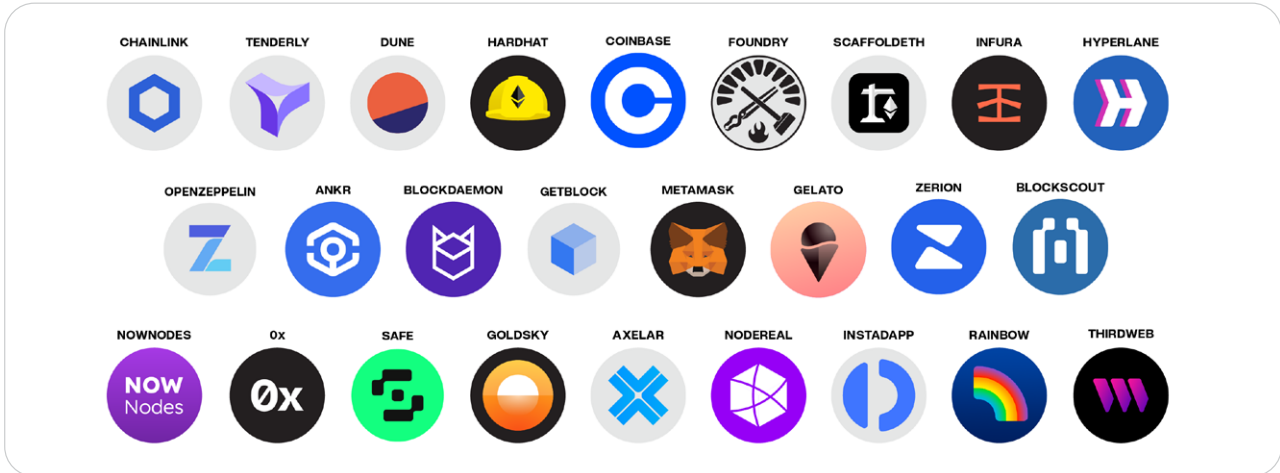 CHAINLINK TENDERLY DUNE HARDHAT COINBASE FOUNDRY SCAFFOLDETH INFURA HYPERLANE
OPENZEPPELIN ANKR BLOCKDAEMON GETBLOCK METAMASK GELATO ZERION BLOCKSCOUT
NOWNODES 0x SAFE GOLDSKY AXELAR NODEREAL INSTADAPP RAINBOW THIRDWEB
NOW
Nodes
0x